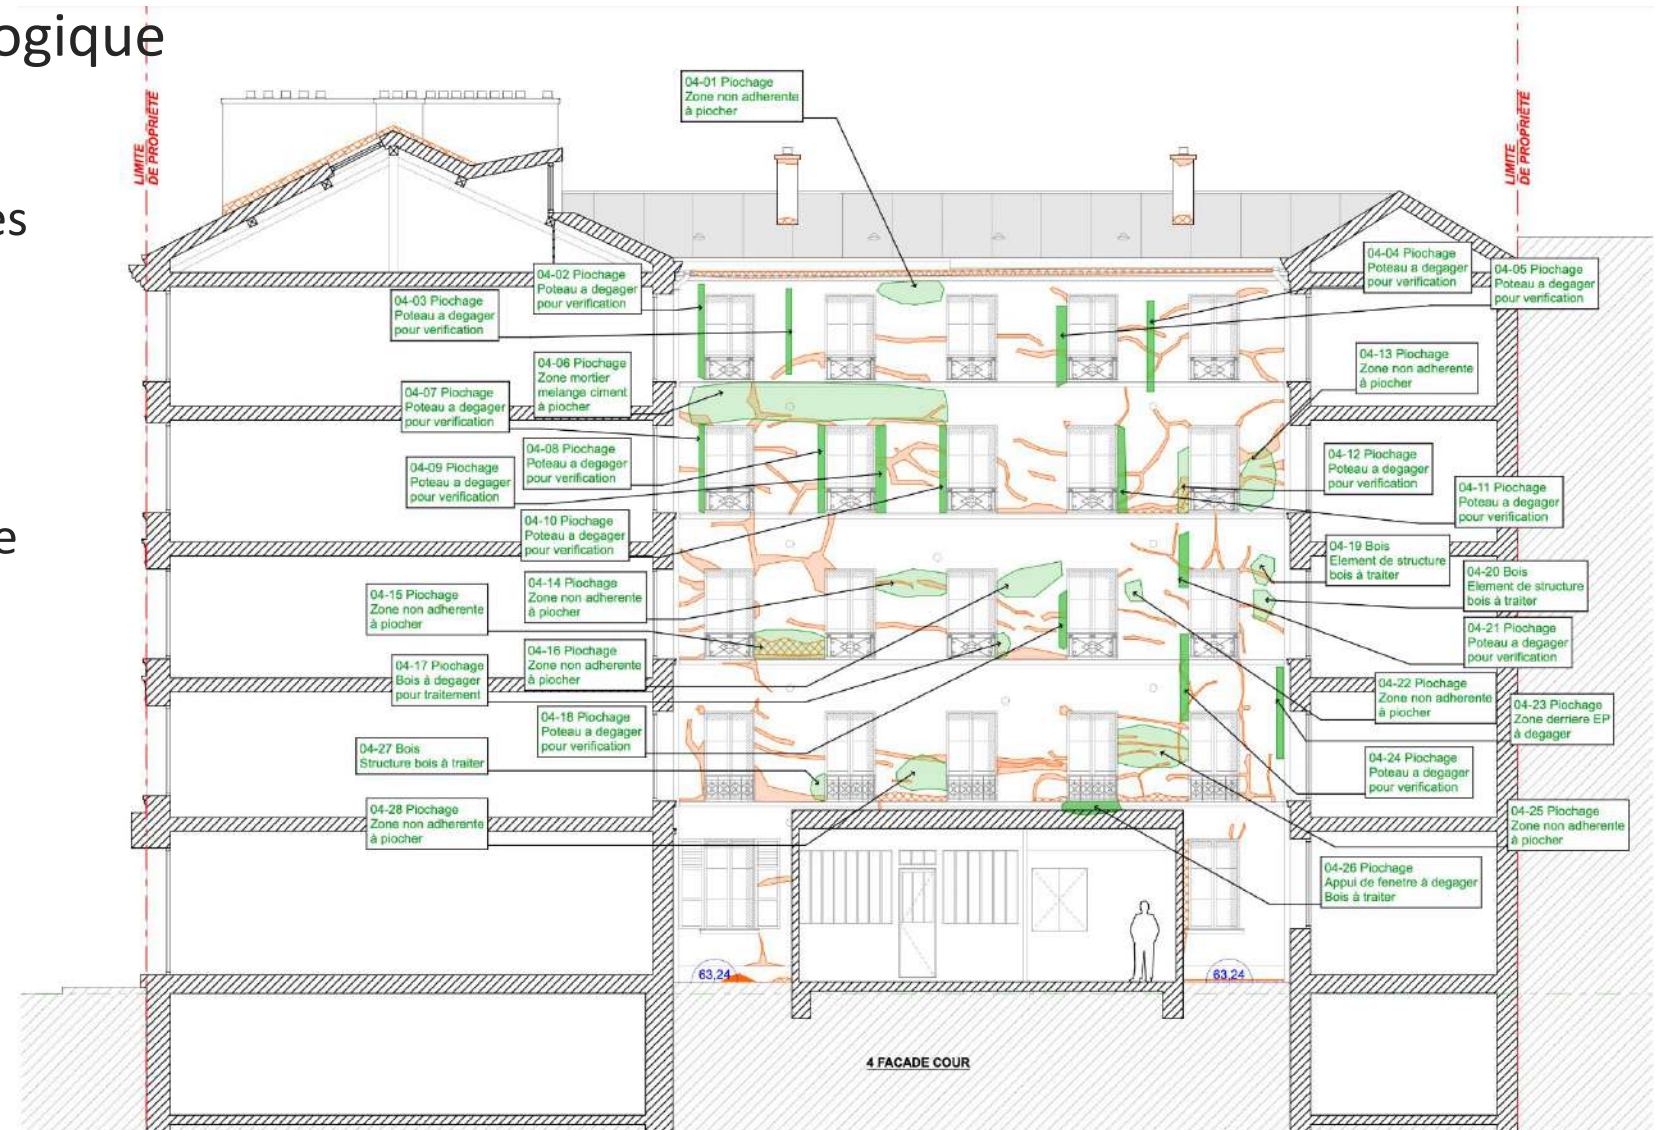 ogique
es
e
LIMITE
DE PROPRIÉTÉ
LIMITE
DE PROPRIÉTÉ
04-01 Piochage
Zone non adherente
à piocher
04-02 Piochage
Poteau a degager
pour verification
04-03 Piochage
Poteau a degager
pour verification
04-04 Piochage
Poteau a degager
pour verification
04-05 Piochage
Poteau a degager
pour verification
04-06 Piochage
Zone mortier
melange ciment
à piocher
04-07 Piochage
Poteau a degager
pour verification
04-08 Piochage
Poteau a degager
pour verification
04-09 Piochage
Poteau a degager
pour verification
04-10 Piochage
Poteau a degager
pour verification
04-13 Piochage
Zone non adherente
à piocher
04-12 Piochage
Poteau a degager
pour verification
04-11 Piochage
Poteau a degager
pour verification
04-14 Piochage
Zone non adherente
à piocher
04-15 Piochage
Zone non adherente
à piocher
04-16 Piochage
Zone non adherente
à piocher
04-17 Piochage
Bois à degager
pour traitement
04-18 Piochage
Poteau a degager
pour verification
04-19 Bois
Element de structure
bois à traiter
04-20 Bois
Element de structure
bois à traiter
04-21 Piochage
Poteau a degager
pour verification
04-22 Piochage
Zone non adherente
à piocher
04-23 Piochage
Zone derriere EP
à degager
04-24 Piochage
Poteau a degager
pour verification
04-25 Piochage
Zone non adherente
à piocher
04-26 Piochage
Appui de fenetre à degager
Bois à traiter
04-27 Bois
Structure bois à traiter
04-28 Piochage
Zone non adherente
à piocher
63,24
63,24
4 FACADE COUR